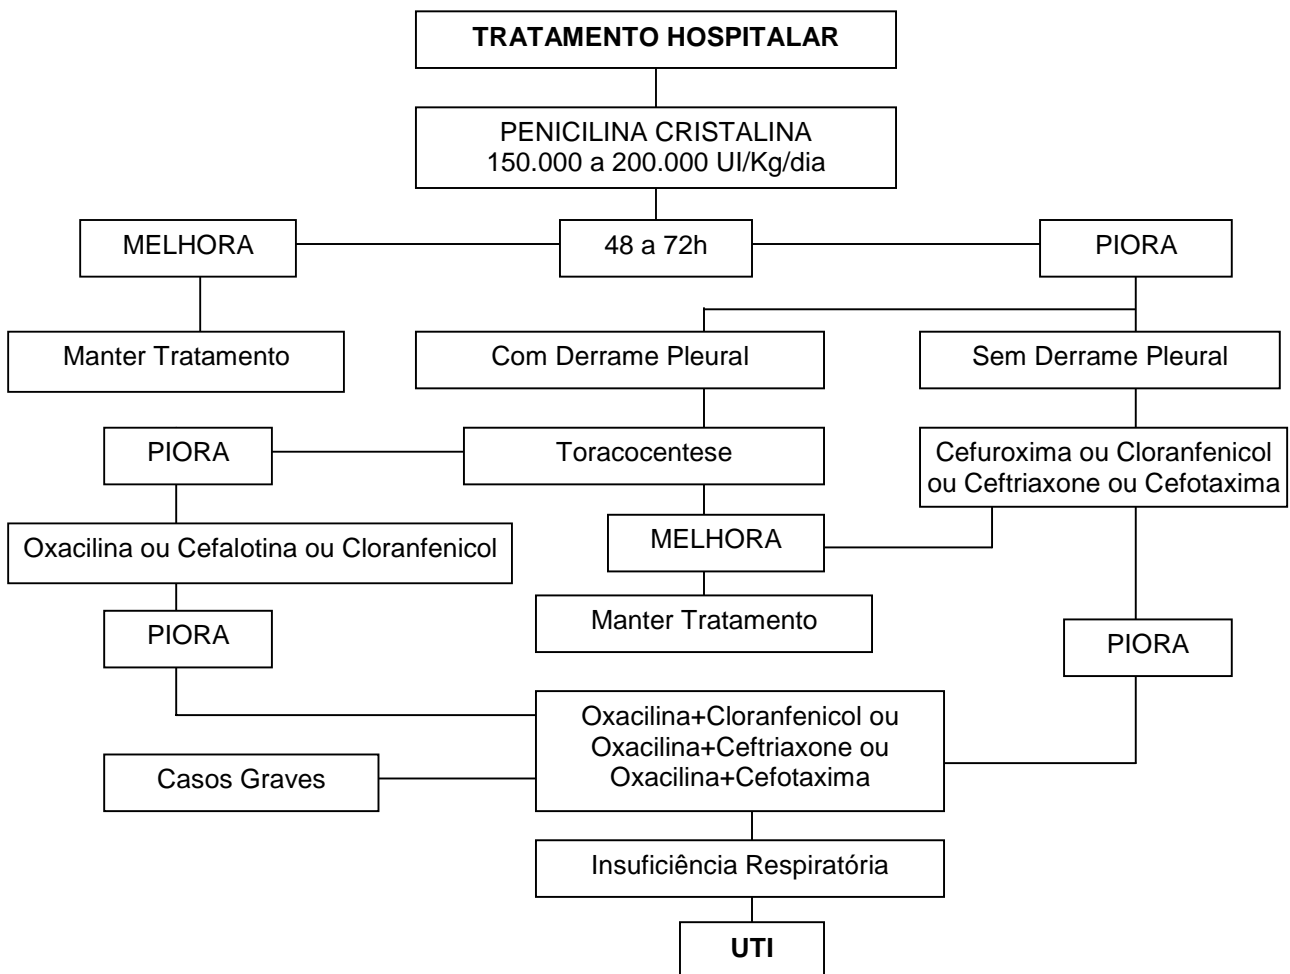 TRATAMENTO HOSPITALAR
PENICILINA CRISTALINA
150.000 a 200.000 UI/Kg/dia
MELHORA
48 a 72h
PIORA
Manter Tratamento
Com Derrame Pleural
Sem Derrame Pleural
PIORA
Toracocentese
Cefuroxima ou Cloranfenicol
ou Ceftriaxone ou Cefotaxima
Oxacilina ou Cefalotina ou Cloranfenicol
MELHORA
PIORA
Manter Tratamento
PIORA
Oxacilina+Cloranfenicol ou
Oxacilina+Ceftriaxone ou
Oxacilina+Cefotaxima
Casos Graves
Insuficiência Respiratória
UTI